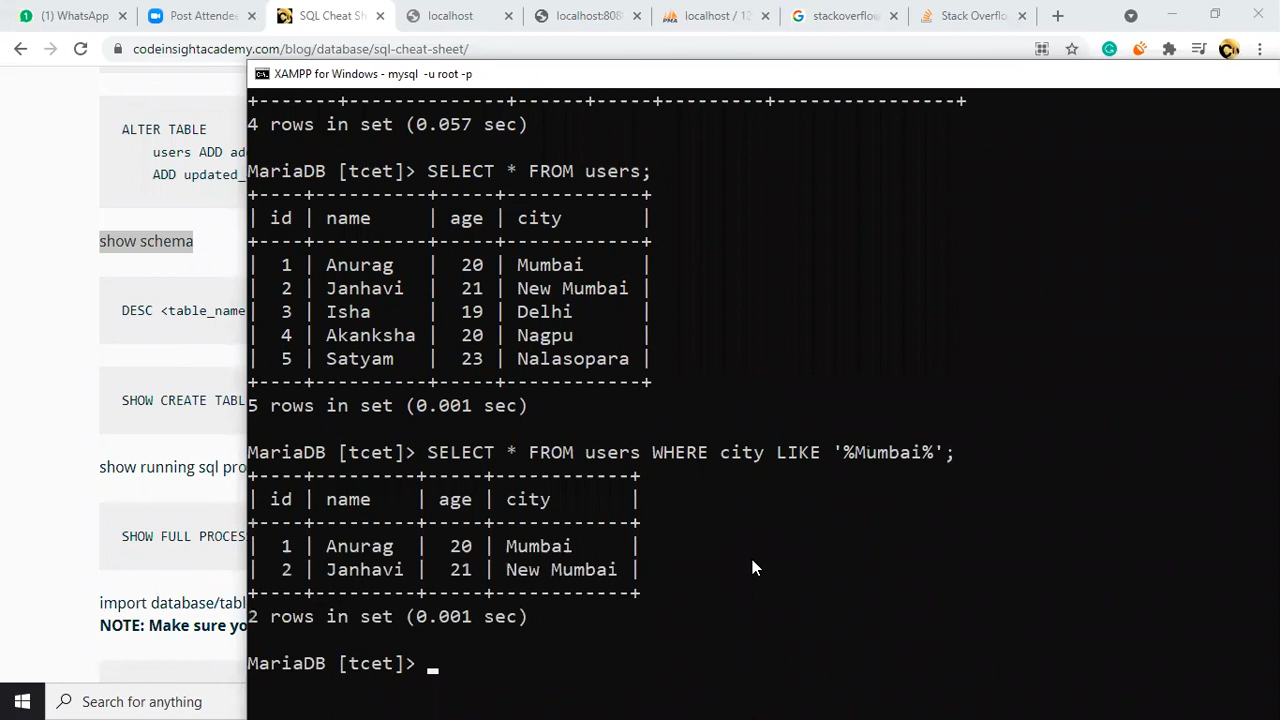 (1) WhatsApp
Post Attende
SQL Cheat She
localhost
localhost:808
localhost / 12
stackoverflow
Stack Overflo
codeinsightacademy.com/blog/database/sql-cheat-sheet/
XAMPP for Windows - mysql -u root -p
ALTER TABLE
users ADD ad
ADD updated_
show schema
DESC <table_name
SHOW CREATE TABL
show running sql pro
SHOW FULL PROCES
import database/tabl
NOTE: Make sure yo
Search for anything
+-------+--------------+------+-----+---------+----------------+
4 rows in set (0.057 sec)
MariaDB [tcet]> SELECT * FROM users;
+----+----------+-----+------------+
| id | name     | age | city       |
+----+----------+-----+------------+
|  1 | Anurag   |  20 | Mumbai     |
|  2 | Janhavi  |  21 | New Mumbai |
|  3 | Isha     |  19 | Delhi      |
|  4 | Akanksha |  20 | Nagpu      |
|  5 | Satyam   |  23 | Nalasopara |
+----+----------+-----+------------+
5 rows in set (0.001 sec)
MariaDB [tcet]> SELECT * FROM users WHERE city LIKE '%Mumbai%';
+----+---------+-----+------------+
| id | name    | age | city       |
+----+---------+-----+------------+
|  1 | Anurag  |  20 | Mumbai     |
|  2 | Janhavi |  21 | New Mumbai |
+----+---------+-----+------------+
2 rows in set (0.001 sec)
MariaDB [tcet]> _